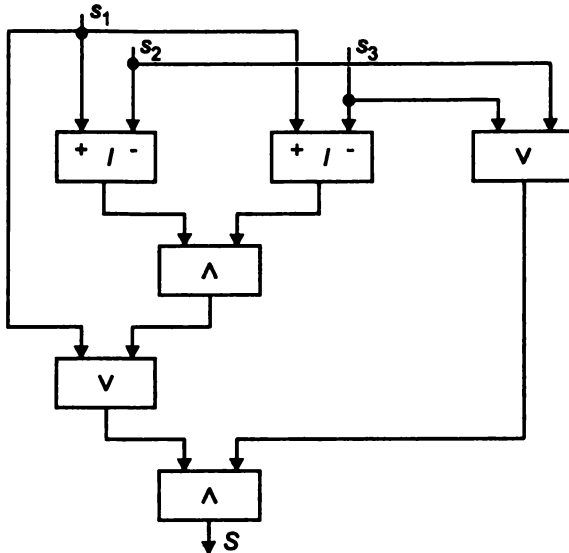 s1
s2
s3
+ / -
+ / -
∨
∧
∨
∧
S